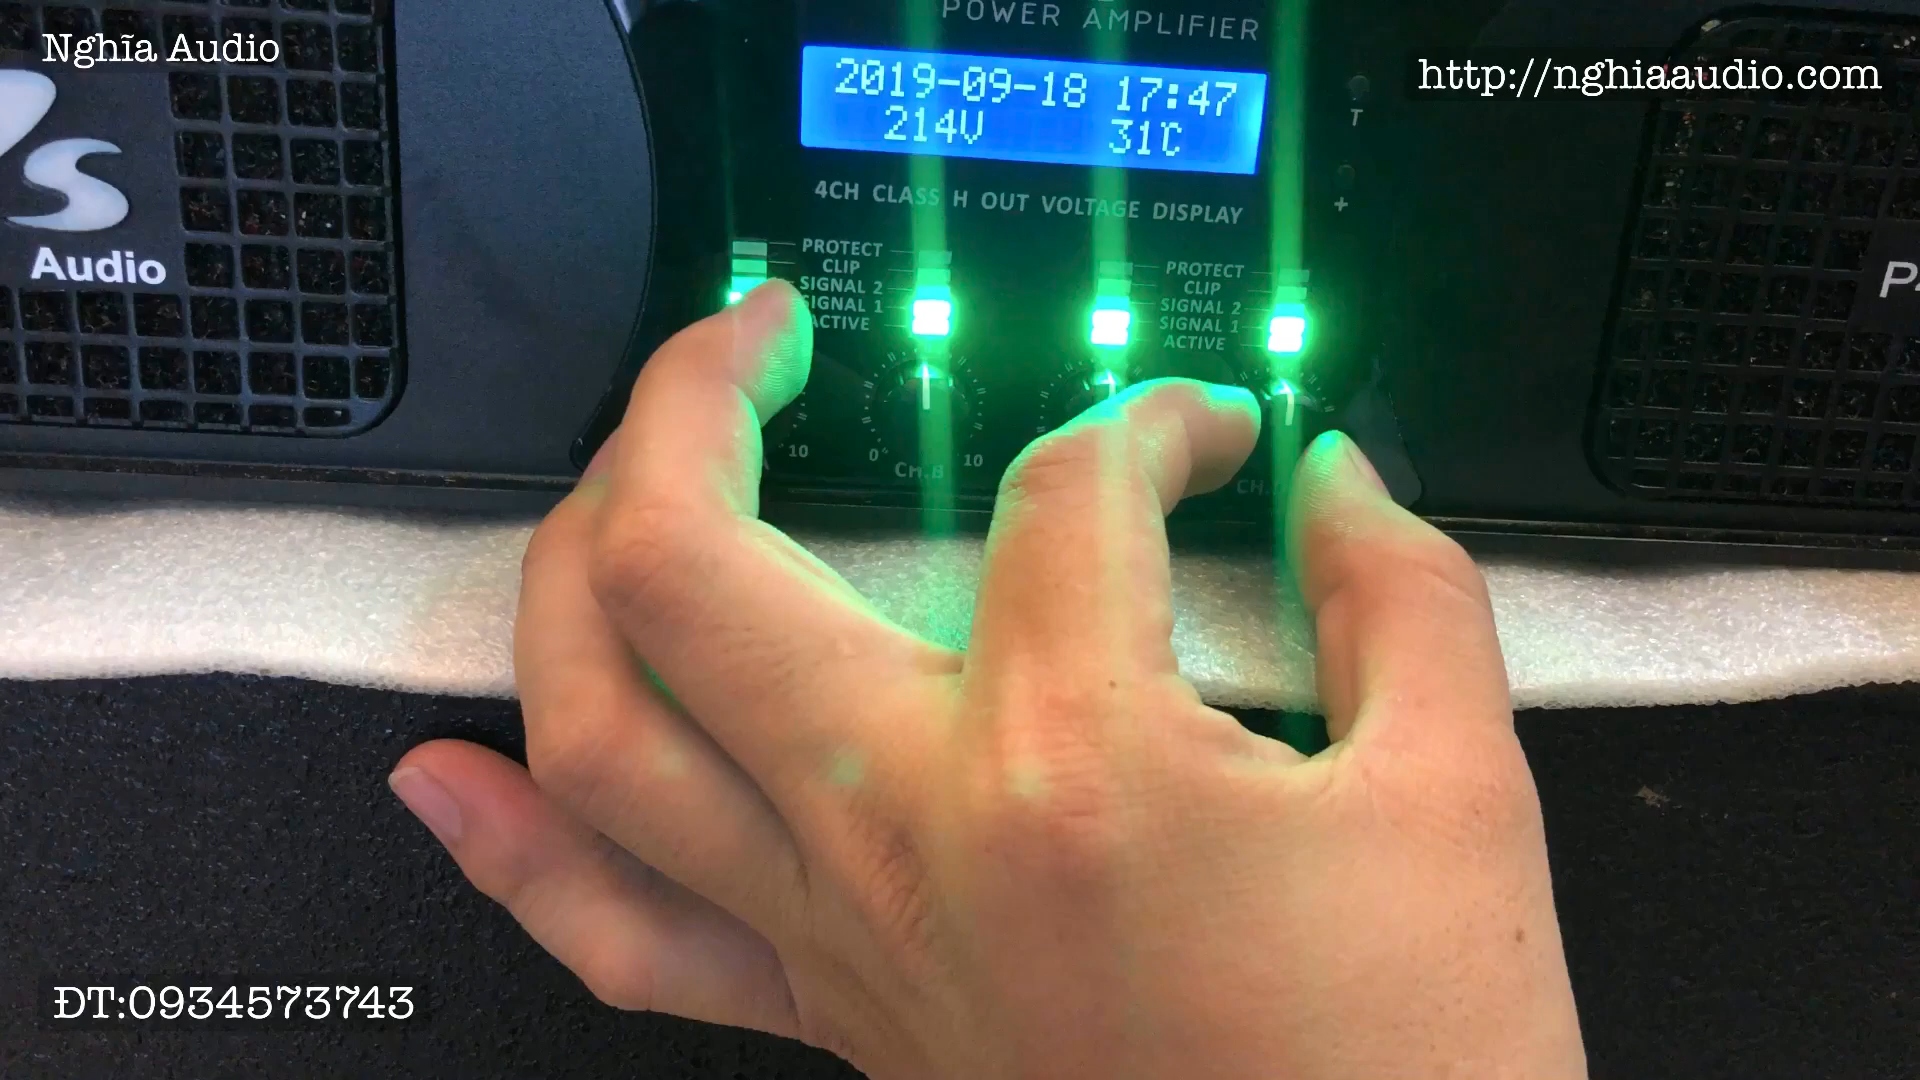 Nghĩa Audio
http://nghiaaudio.com
POWER AMPLIFIER
2019-09-18 17:47
214V 31℃
T
+
4CH CLASS H OUT VOLTAGE DISPLAY
s
Audio
PROTECT
CLIP
SIGNAL 2
SIGNAL 1
ACTIVE
PROTECT
CLIP
SIGNAL 2
SIGNAL 1
ACTIVE
10
0
CH.B
10
ĐT:0934573743